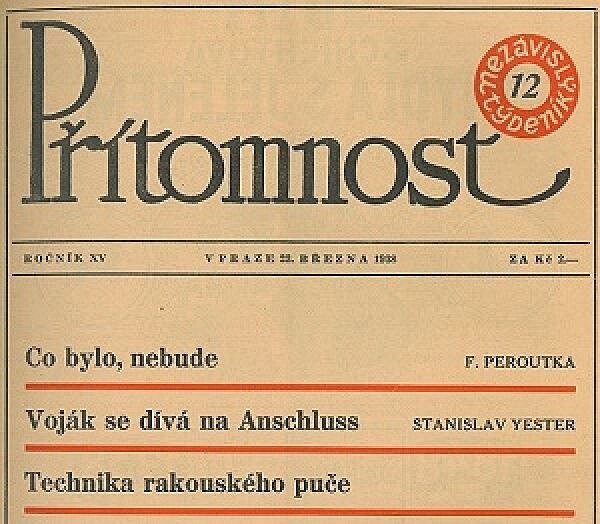 Přítomnost
nezávislý týdeník
12
ROČNÍK XV V PRAZE 23. BŘEZNA 1938 ZA Kč 2.—
Co bylo, nebude F. PEROUTKA
Voják se dívá na Anschluss STANISLAV YESTER
Technika rakouského puče